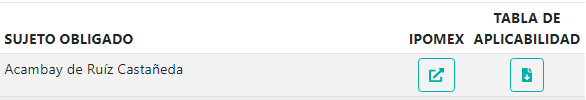 TABLA DE
SUJETO OBLIGADO IPOMEX APLICABILIDAD
Acambay de Ruíz Castañeda